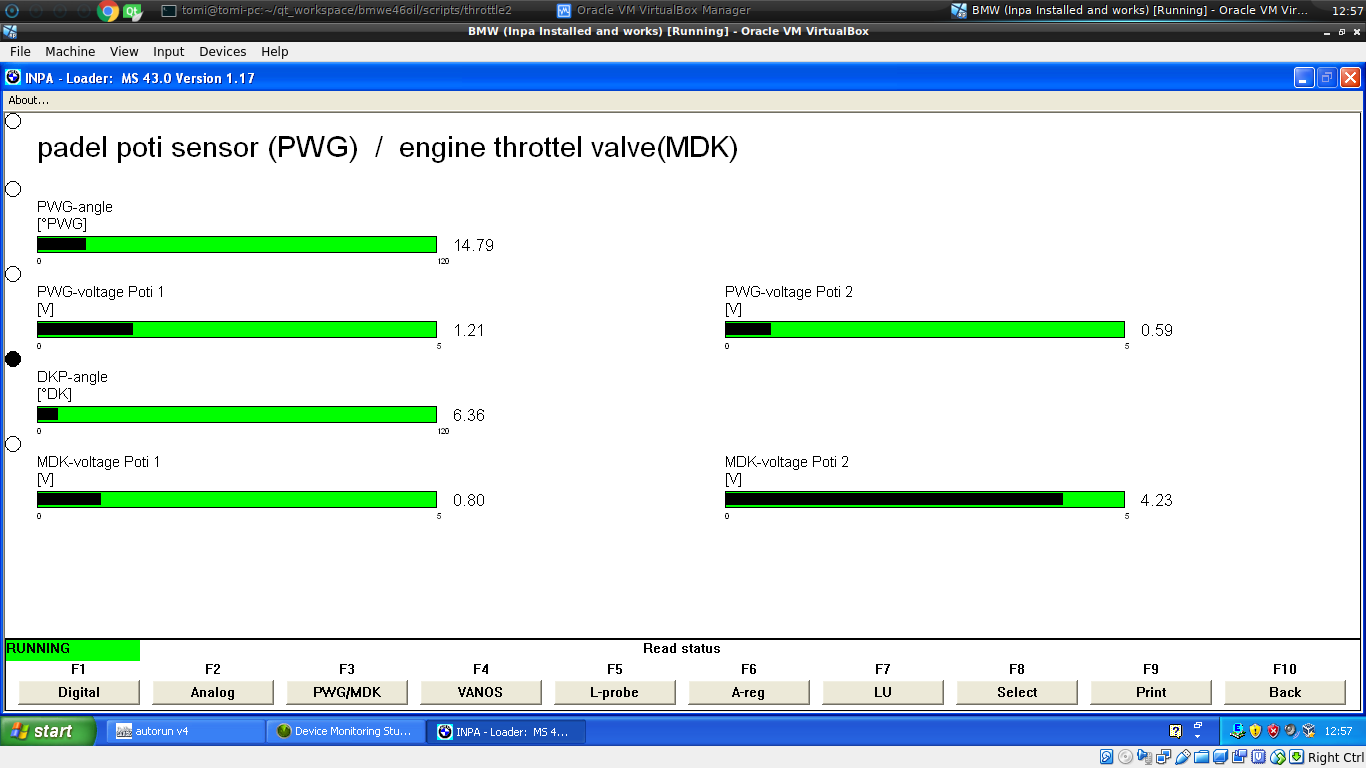 tomi@tomi-pc:~/qt_workspace/bmwe46oil/scripts/throttle2
Oracle VM VirtualBox Manager
BMW (Inpa Installed and works) [Running] - Oracle VM Vir...
12:57
BMW (Inpa Installed and works) [Running] - Oracle VM VirtualBox
File Machine View Input Devices Help
INPA - Loader: MS 43.0 Version 1.17
About...
padel poti sensor (PWG) / engine throttel valve(MDK)
PWG-angle
[°PWG]
14.79
0 120
PWG-voltage Poti 1
[V]
1.21
0 5
PWG-voltage Poti 2
[V]
0.59
0 5
DKP-angle
[°DK]
6.36
0 120
MDK-voltage Poti 1
[V]
0.80
0 5
MDK-voltage Poti 2
[V]
4.23
0 5
RUNNING
Read status
F1 F2 F3 F4 F5 F6 F7 F8 F9 F10
Digital Analog PWG/MDK VANOS L-probe A-reg LU Select Print Back
start
autorun v4
Device Monitoring Stu...
INPA - Loader: MS 4...
12:57
Right Ctrl